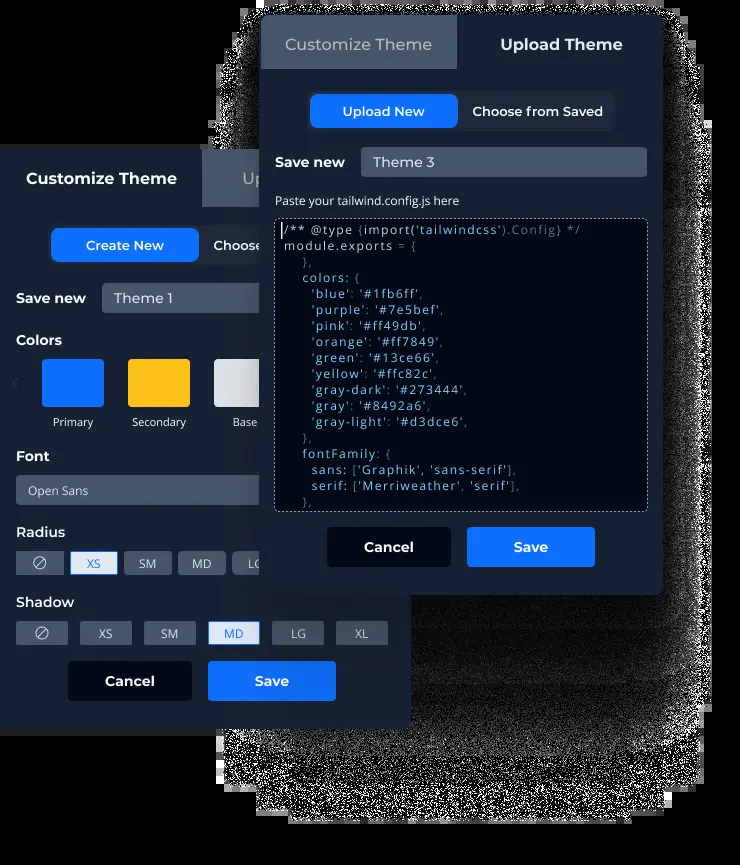 Customize Theme
Upload Theme
Upload New
Choose from Saved
Save new
Theme 3
Paste your tailwind.config.js here
/** @type {import('tailwindcss').Config} */
module.exports = {
},
colors: {
'blue': '#1fb6ff',
'purple': '#7e5bef',
'pink': '#ff49db',
'orange': '#ff7849',
'green': '#13ce66',
'yellow': '#ffc82c',
'gray-dark': '#273444',
'gray': '#8492a6',
'gray-light': '#d3dce6',
},
fontFamily: {
sans: ['Graphik', 'sans-serif'],
serif: ['Merriweather', 'serif'],
},
Cancel
Save
Customize Theme
Up
Create New
Choose
Save new
Theme 1
Colors
Primary
Secondary
Base
Font
Open Sans
Radius
XS
SM
MD
LG
Shadow
XS
SM
MD
LG
XL
Cancel
Save